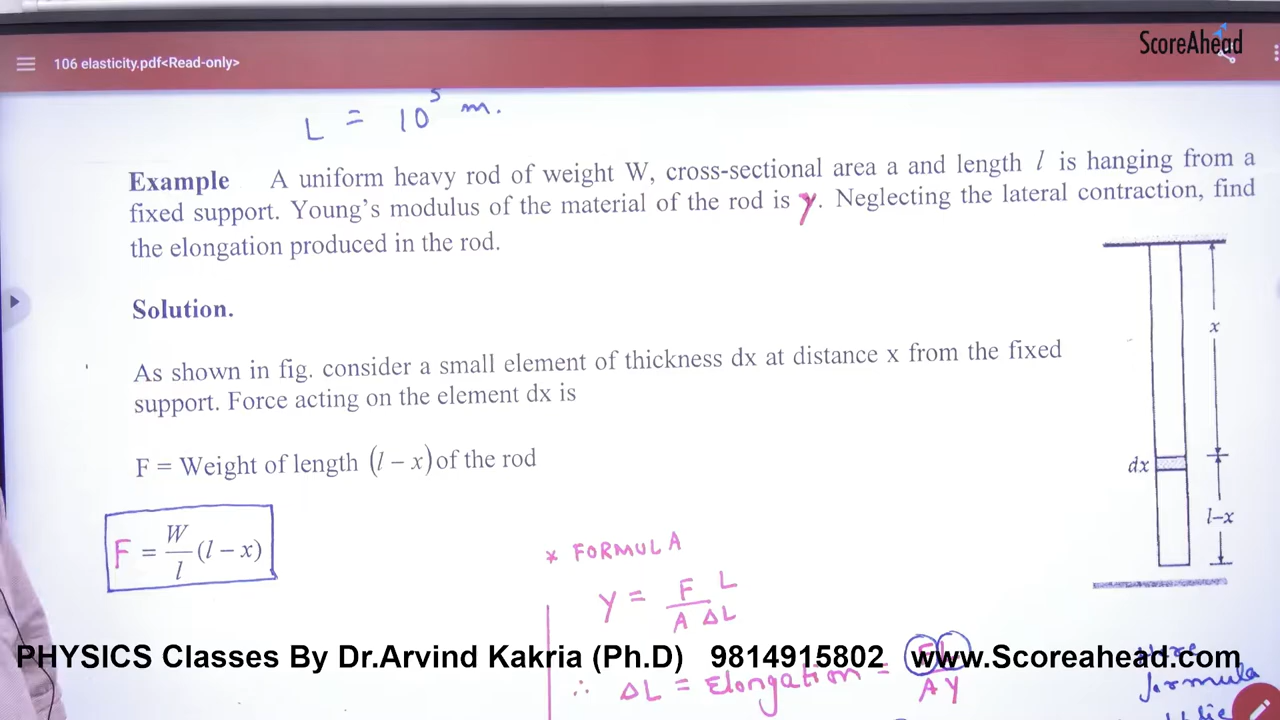 ScoreAhead
106 elasticity.pdf<Read-only>
L = 10⁵ m.
Example A uniform heavy rod of weight W, cross-sectional area a and length l is hanging from a
fixed support. Young's modulus of the material of the rod is Y. Neglecting the lateral contraction, find
the elongation produced in the rod.
Solution.
As shown in fig. consider a small element of thickness dx at distance x from the fixed
support. Force acting on the element dx is
F = Weight of length (l – x) of the rod
F = W/l (l – x)
x
dx
l–x
* FORMULA
Y = F L / A ΔL
PHYSICS Classes By Dr.Arvind Kakria (Ph.D) 9814915802 www.Scoreahead.com
∴ ΔL = Elongation = FL / AY
formula